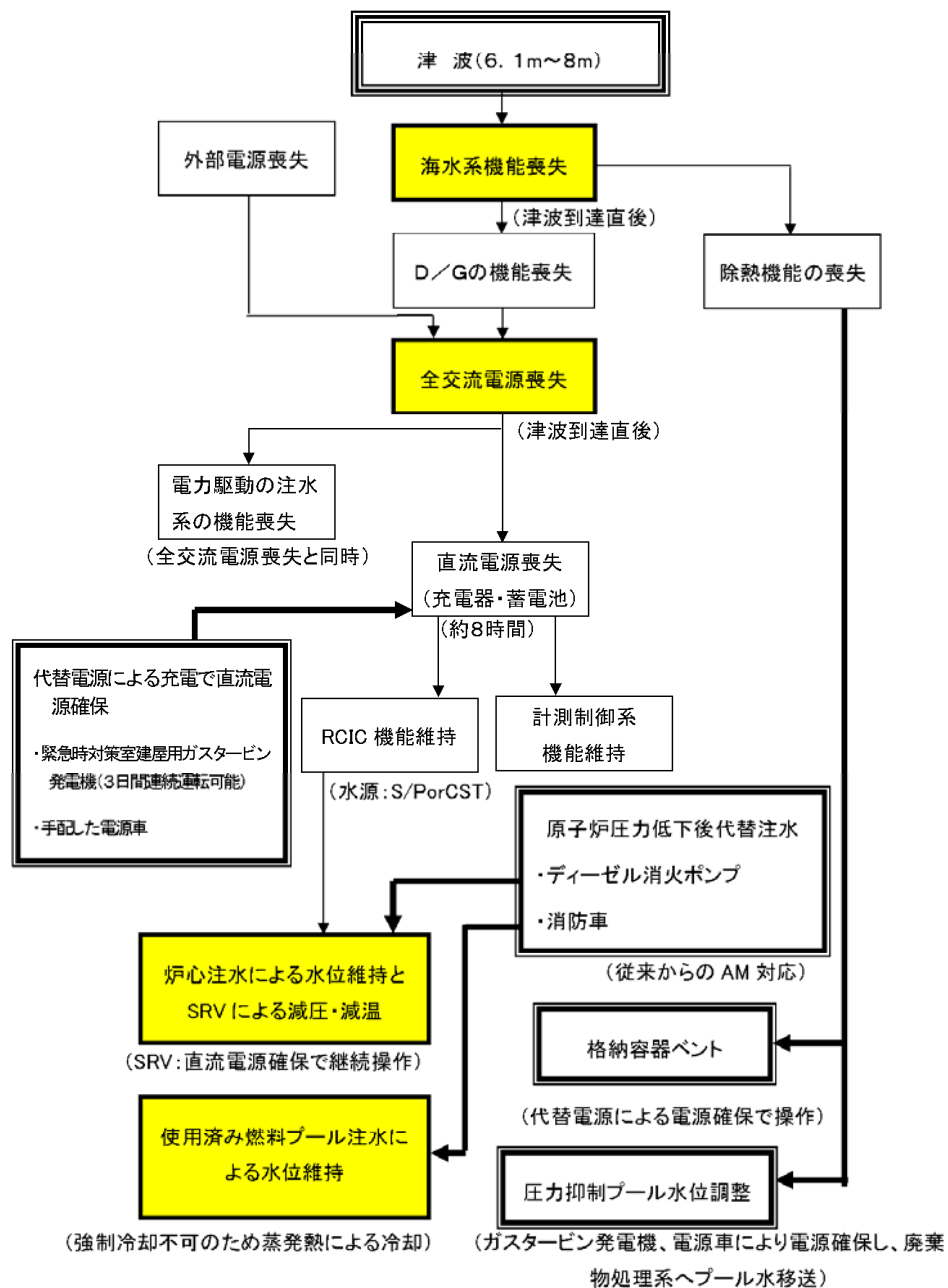 津 波(6. 1m～8m)
外部電源喪失
海水系機能喪失
(津波到達直後)
D／Gの機能喪失
除熱機能の喪失
全交流電源喪失
(津波到達直後)
電力駆動の注水
系の機能喪失
(全交流電源喪失と同時)
直流電源喪失
(充電器・蓄電池)
(約8時間)
代替電源による充電で直流電
源確保
・緊急時対策室建屋用ガスタービン
発電機(3日間連続運転可能)
・手配した電源車
RCIC 機能維持
(水源:S/PorCST)
計測制御系
機能維持
原子炉圧力低下後代替注水
・ディーゼル消火ポンプ
・消防車
(従来からの AM 対応)
炉心注水による水位維持と
SRV による減圧・減温
(SRV:直流電源確保で継続操作)
格納容器ベント
(代替電源による電源確保で操作)
使用済み燃料プール注水に
よる水位維持
(強制冷却不可のため蒸発熱による冷却)
圧力抑制プール水位調整
(ガスタービン発電機、電源車により電源確保し、廃棄
物処理系へプール水移送)